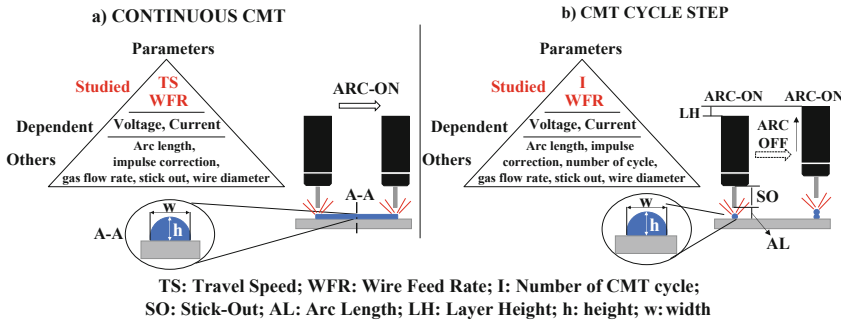 a) CONTINUOUS CMT
Parameters
Studied
TS
WFR
Dependent
Voltage, Current
Others
Arc length,
impulse correction,
gas flow rate, stick out, wire diameter
ARC-ON
A-A
A-A
w
h
b) CMT CYCLE STEP
Parameters
Studied
I
WFR
Dependent
Voltage, Current
Others
Arc length, impulse
correction, number of cycle,
gas flow rate, stick out, wire diameter
ARC-ON
ARC-ON
LH
ARC
OFF
SO
AL
w
h
TS: Travel Speed; WFR: Wire Feed Rate; I: Number of CMT cycle;
SO: Stick-Out; AL: Arc Length; LH: Layer Height; h: height; w: width